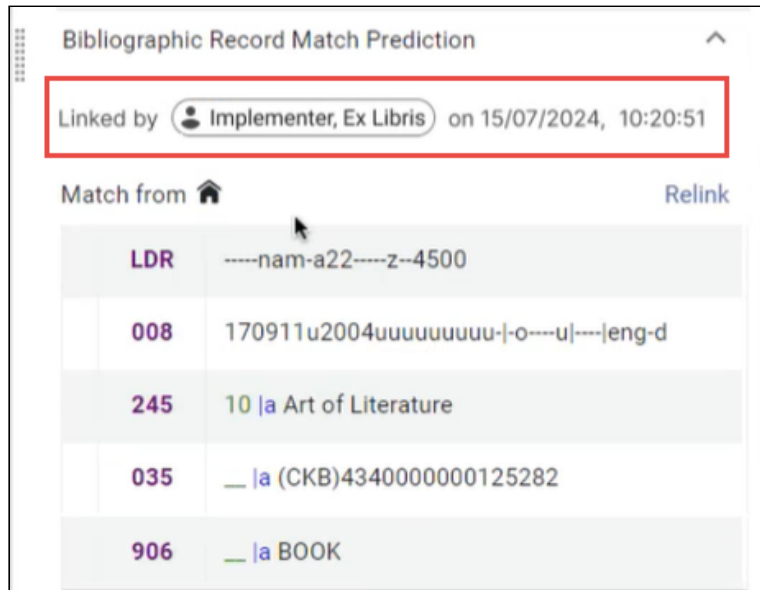 Bibliographic Record Match Prediction
Linked by Implementer, Ex Libris on 15/07/2024, 10:20:51
Match from Relink
LDR -----nam-a22-----z--4500
008 170911u2004uuuuuuuuu-|-o----u|----|eng-d
245 10 |a Art of Literature
035 __ |a (CKB)4340000000125282
906 __ |a BOOK